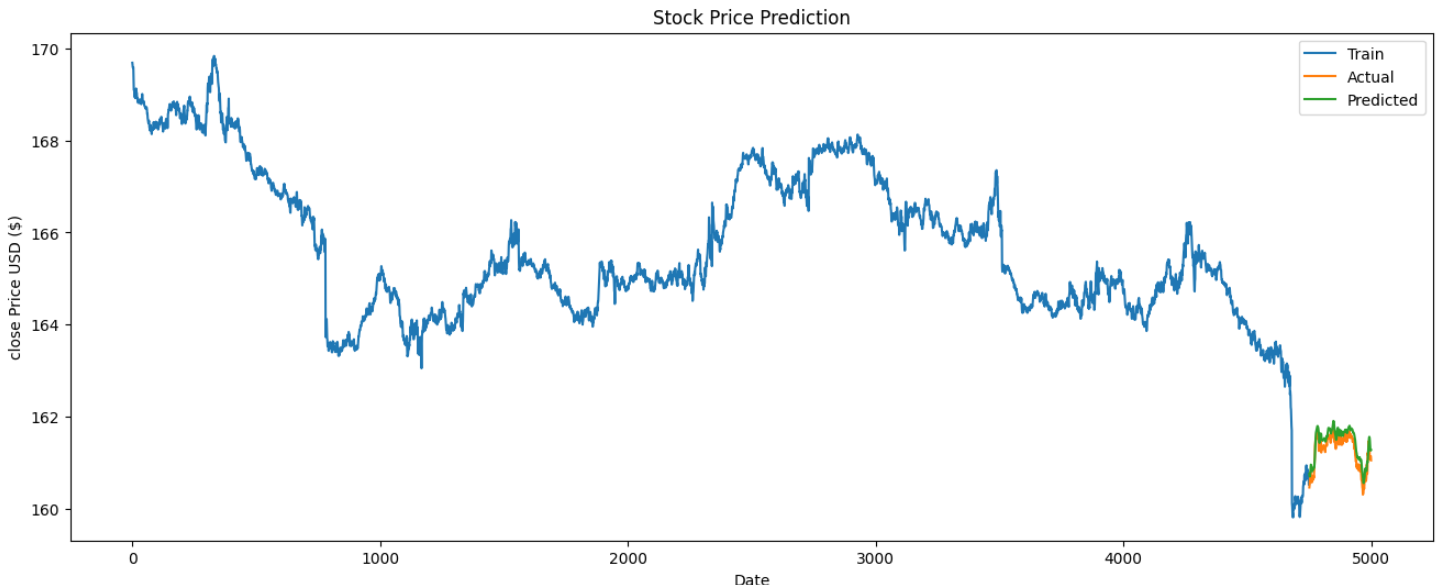 Stock Price Prediction
170
168
166
164
162
160
close Price USD ($)
Train
Actual
Predicted
0
1000
2000
3000
4000
5000
Date